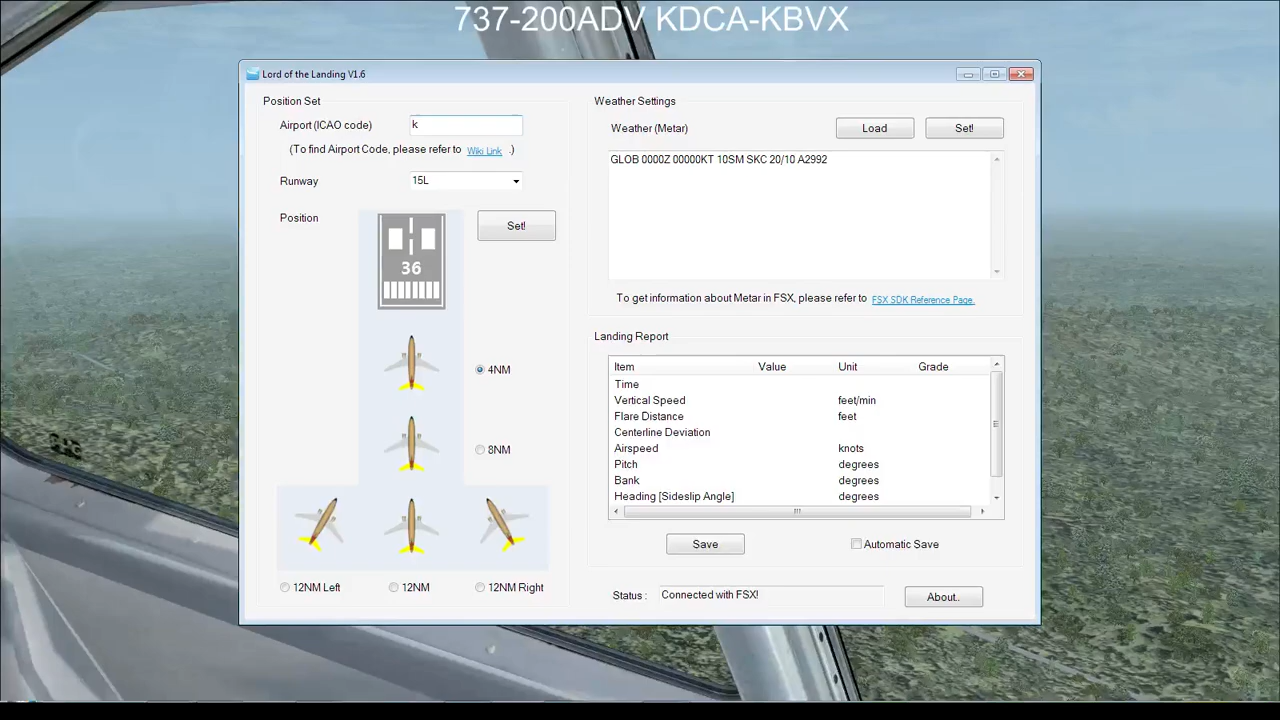 737-200ADV KDCA-KBVX
Lord of the Landing V1.6
Position Set
Airport (ICAO code)
k
(To find Airport Code, please refer to Wiki Link .)
Runway
15L
Position
Set!
36
4NM
8NM
12NM Left
12NM
12NM Right
Weather Settings
Weather (Metar)
Load
Set!
GLOB 0000Z 00000KT 10SM SKC 20/10 A2992
To get information about Metar in FSX, please refer to FSX SDK Reference Page.
Landing Report
Item Value Unit Grade
Time
Vertical Speed feet/min
Flare Distance feet
Centerline Deviation
Airspeed knots
Pitch degrees
Bank degrees
Heading [Sideslip Angle] degrees
Save
Automatic Save
Status : Connected with FSX!
About..